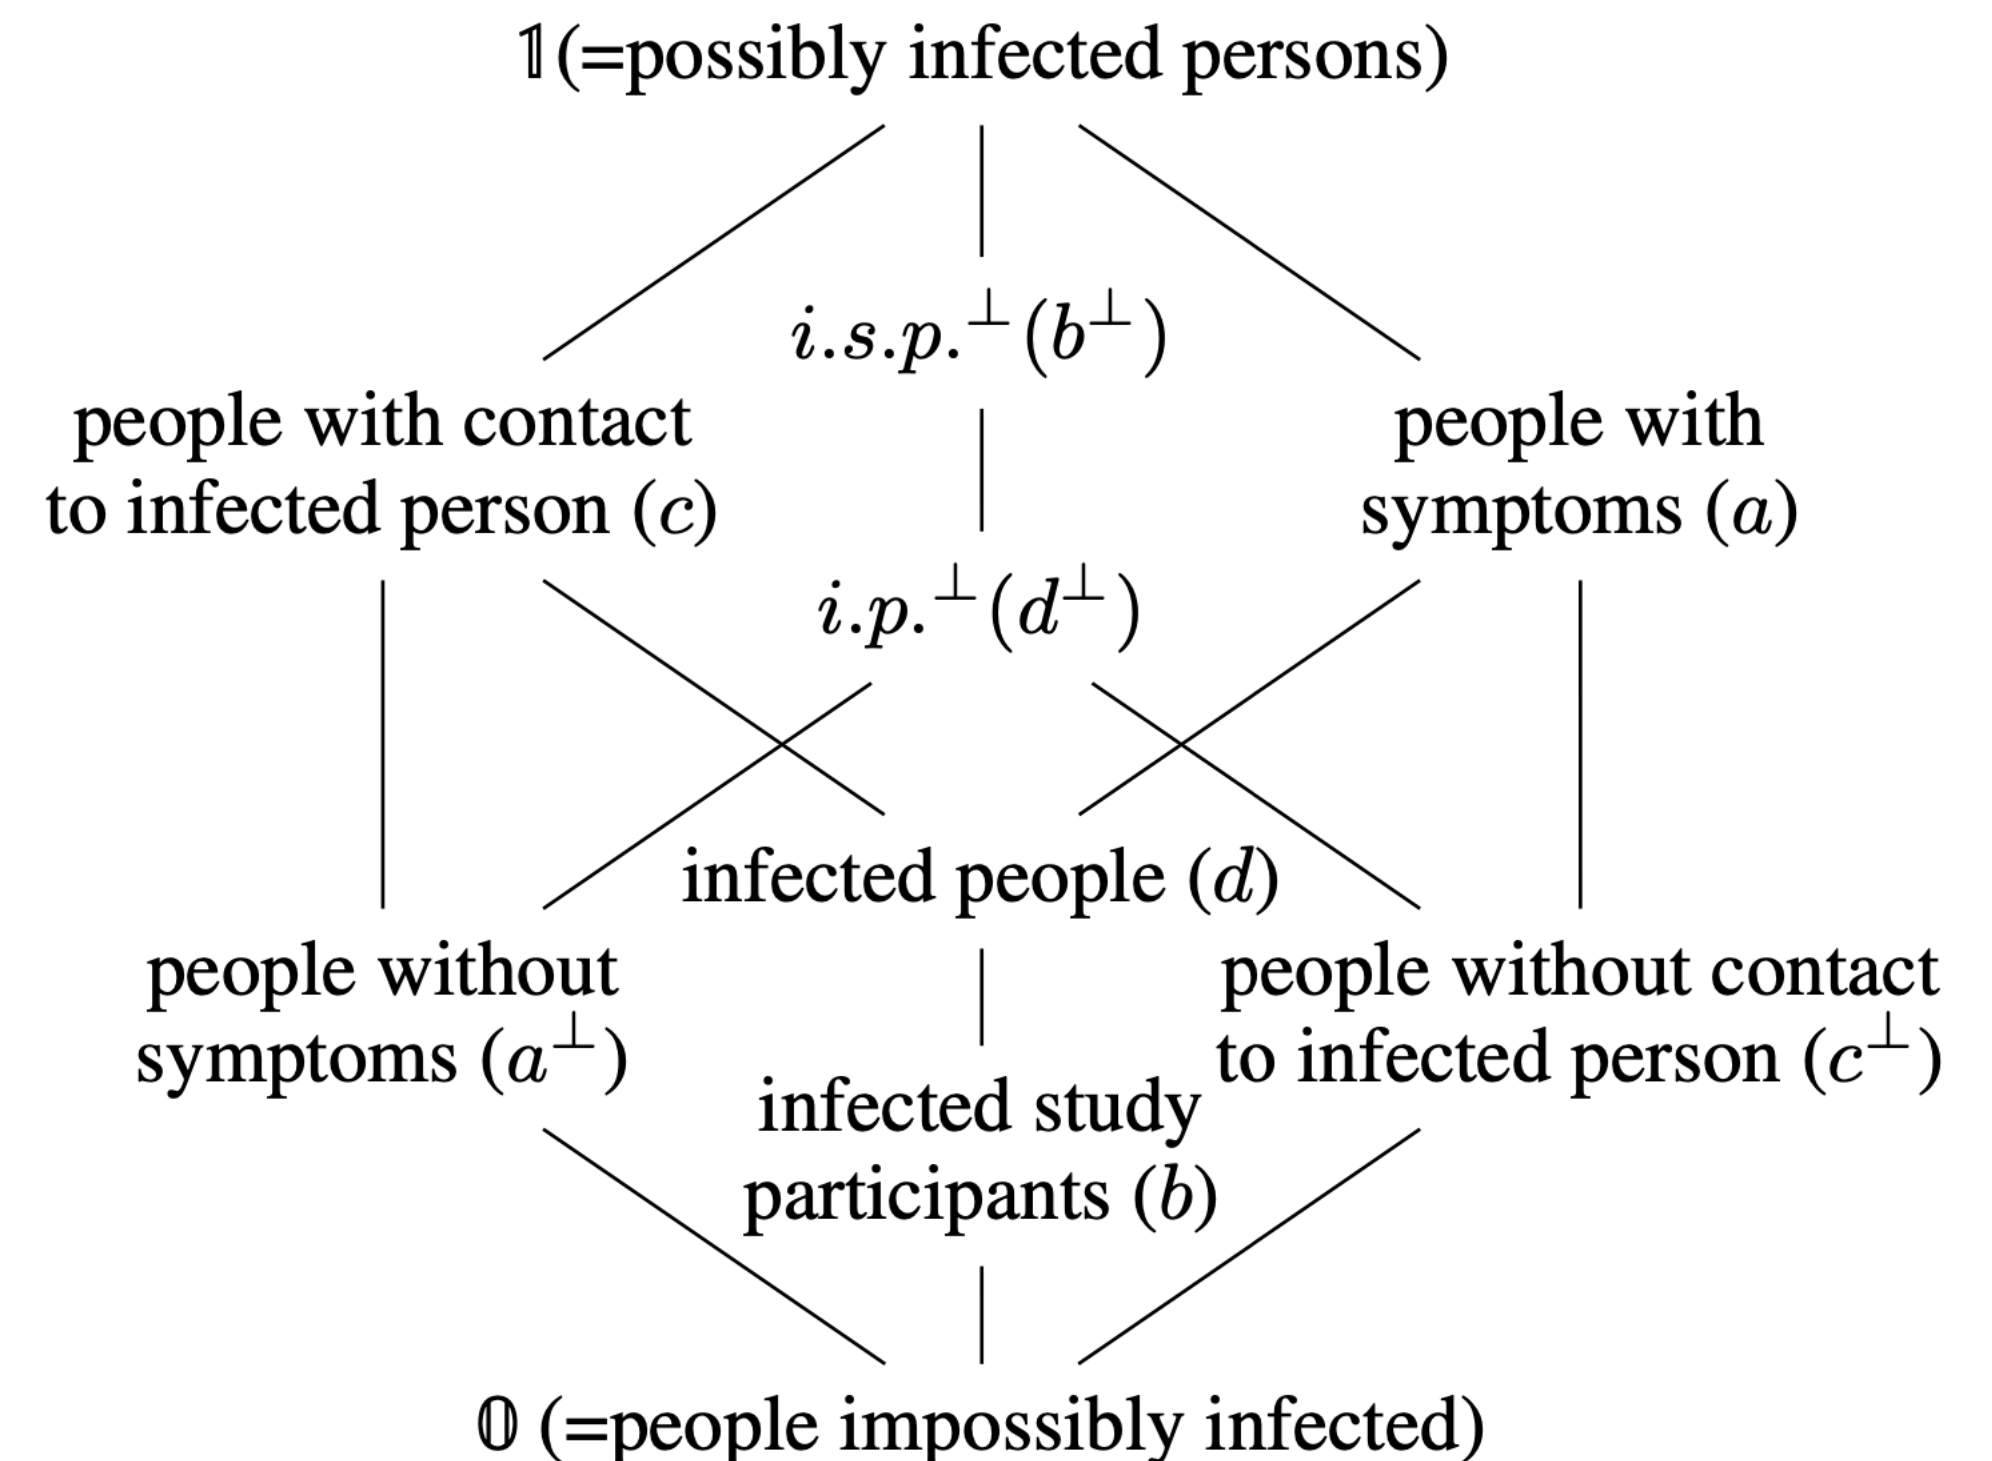 𝟙(=possibly infected persons)
i.s.p.⊥(b⊥)
people with contact
to infected person (c)
people with
symptoms (a)
i.p.⊥(d⊥)
infected people (d)
people without
symptoms (a⊥)
people without contact
to infected person (c⊥)
infected study
participants (b)
𝟘 (=people impossibly infected)